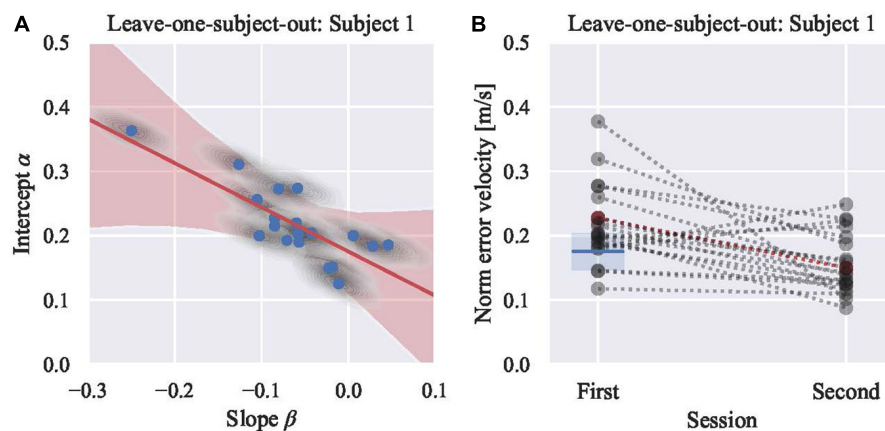 A
Leave-one-subject-out: Subject 1
Intercept α
0.5
0.4
0.3
0.2
0.1
0.0
−0.3
−0.2
−0.1
0.0
0.1
Slope β
B
Leave-one-subject-out: Subject 1
Norm error velocity [m/s]
0.5
0.4
0.3
0.2
0.1
0.0
First
Second
Session